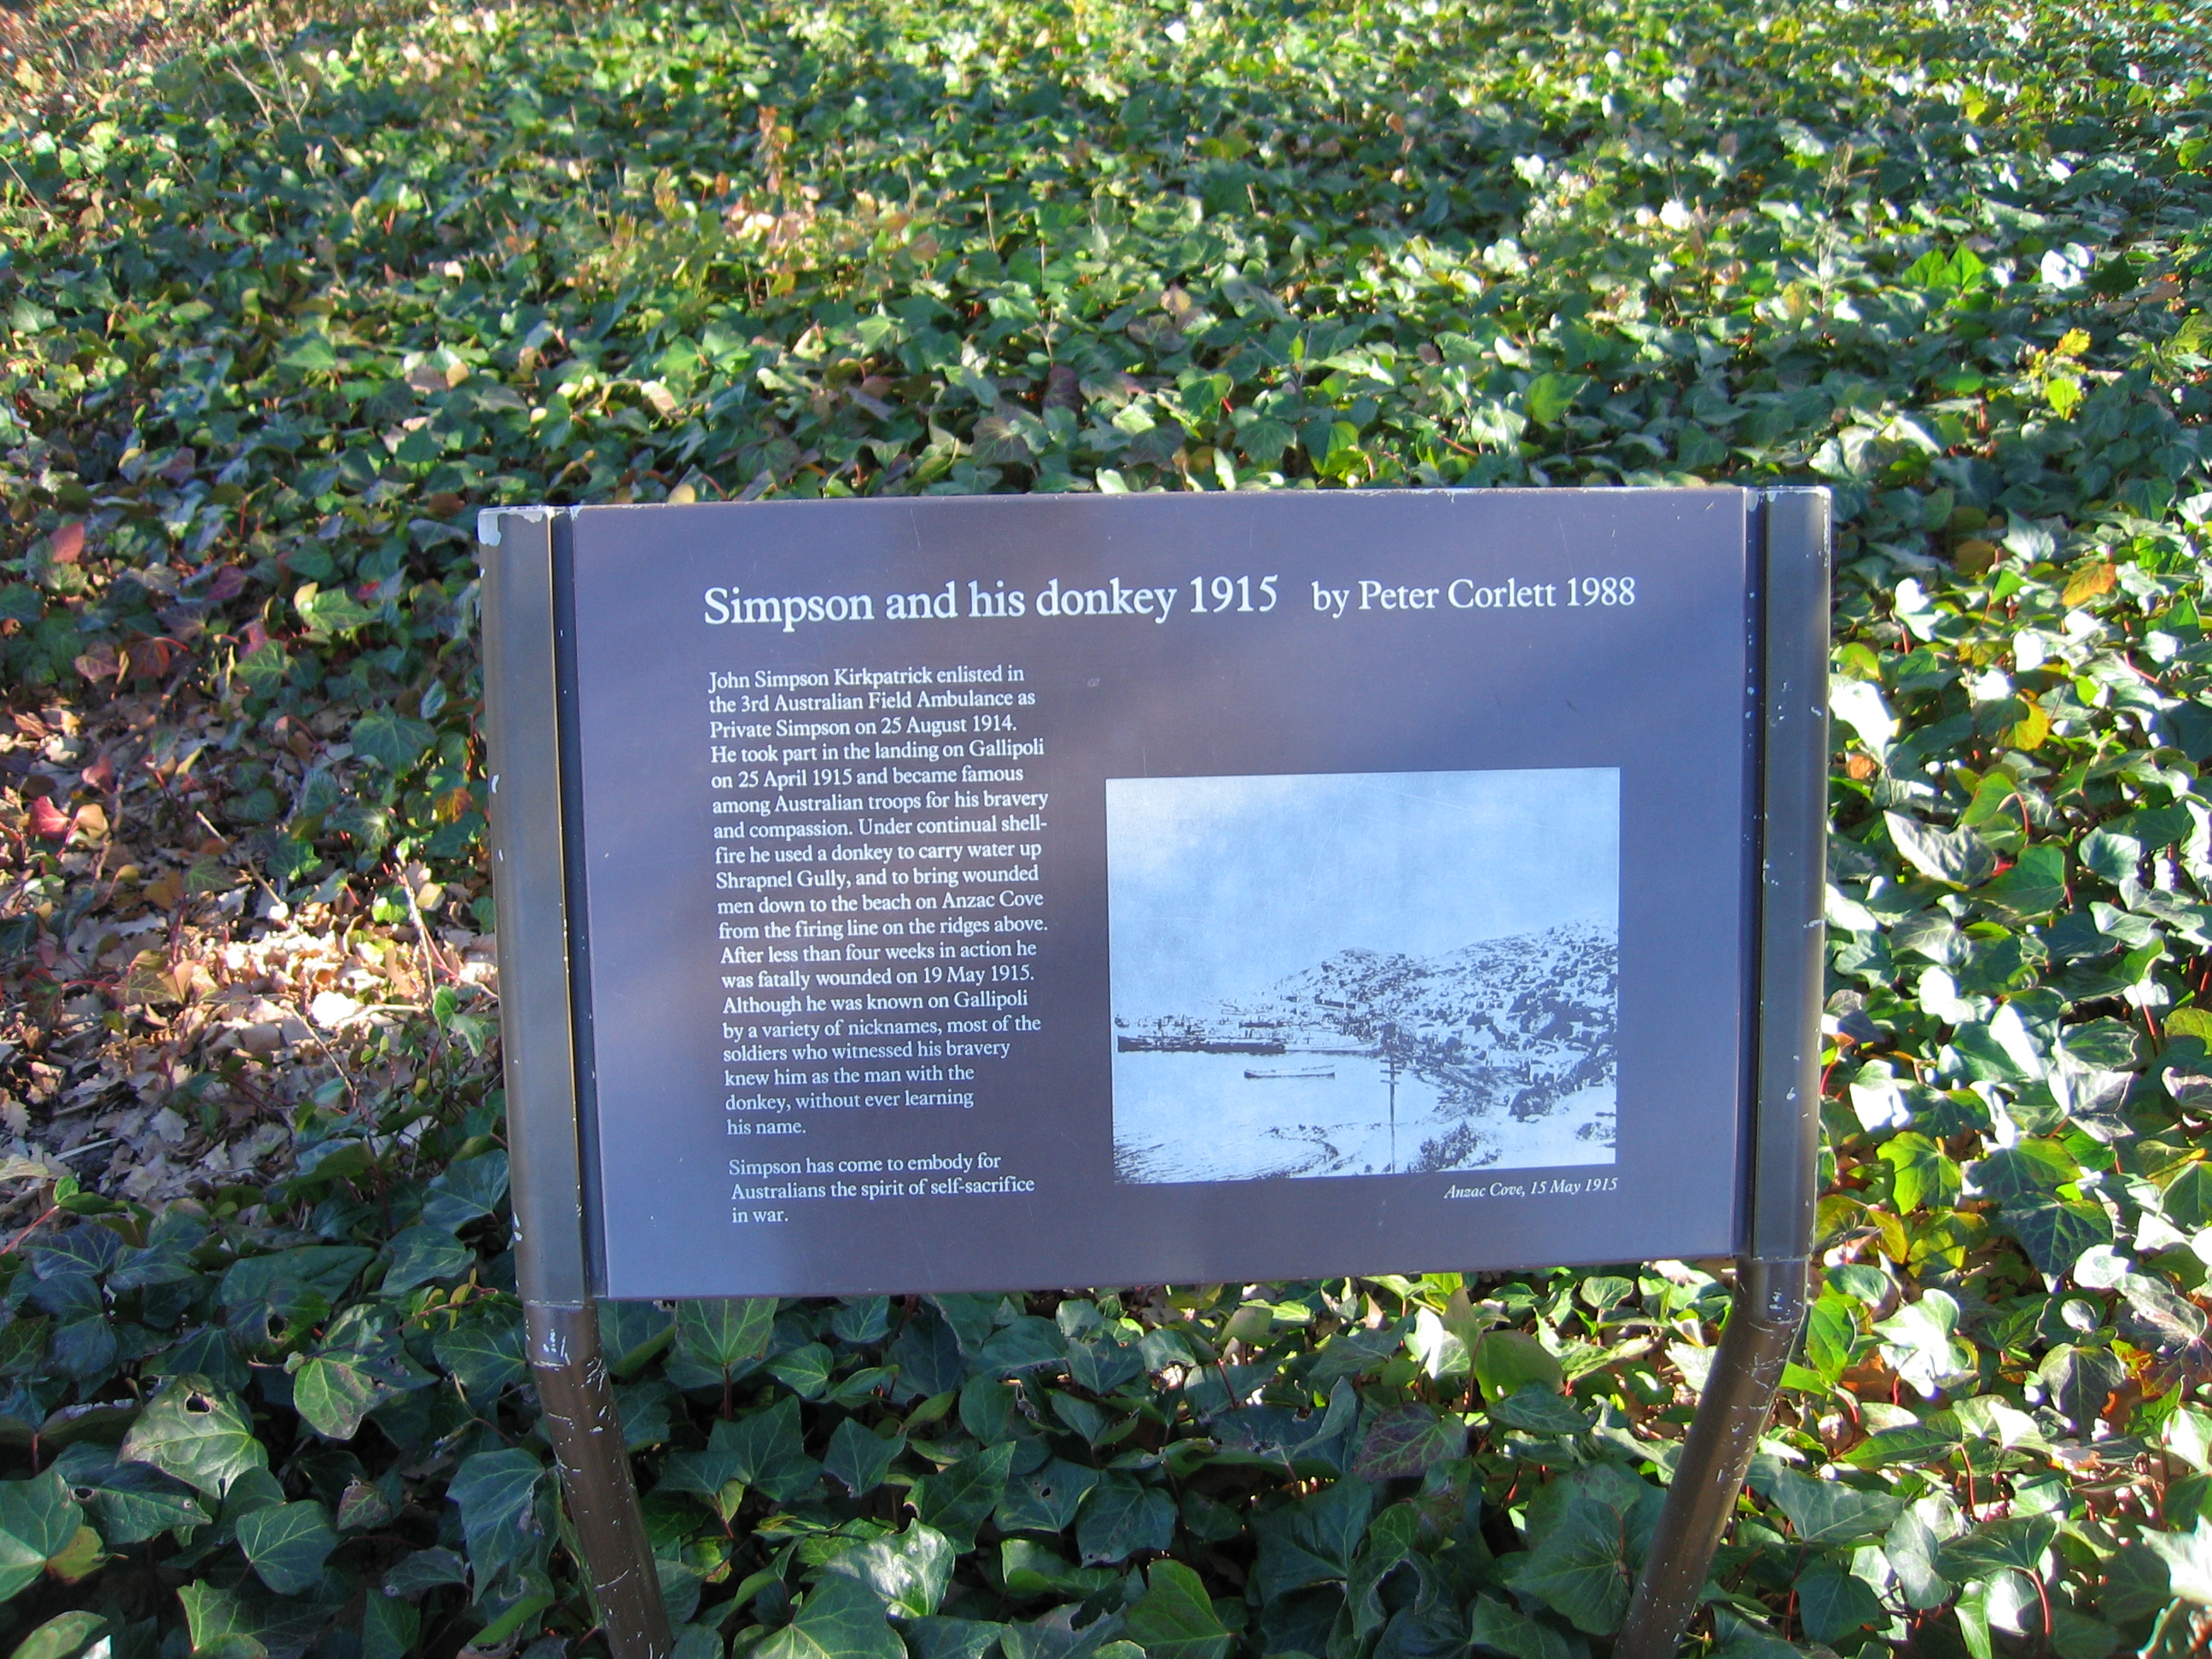 Simpson and his donkey 1915 by Peter Corlett 1988
John Simpson Kirkpatrick enlisted in
the 3rd Australian Field Ambulance as
Private Simpson on 25 August 1914.
He took part in the landing on Gallipoli
on 25 April 1915 and became famous
among Australian troops for his bravery
and compassion. Under continual shell-
fire he used a donkey to carry water up
Shrapnel Gully, and to bring wounded
men down to the beach on Anzac Cove
from the firing line on the ridges above.
After less than four weeks in action he
was fatally wounded on 19 May 1915.
Although he was known on Gallipoli
by a variety of nicknames, most of the
soldiers who witnessed his bravery
knew him as the man with the
donkey, without ever learning
his name.
Simpson has come to embody for
Australians the spirit of self-sacrifice
in war.
Anzac Cove, 15 May 1915